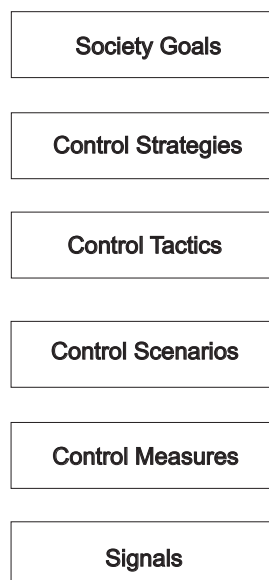 Society Goals
Control Strategies
Control Tactics
Control Scenarios
Control Measures
Signals